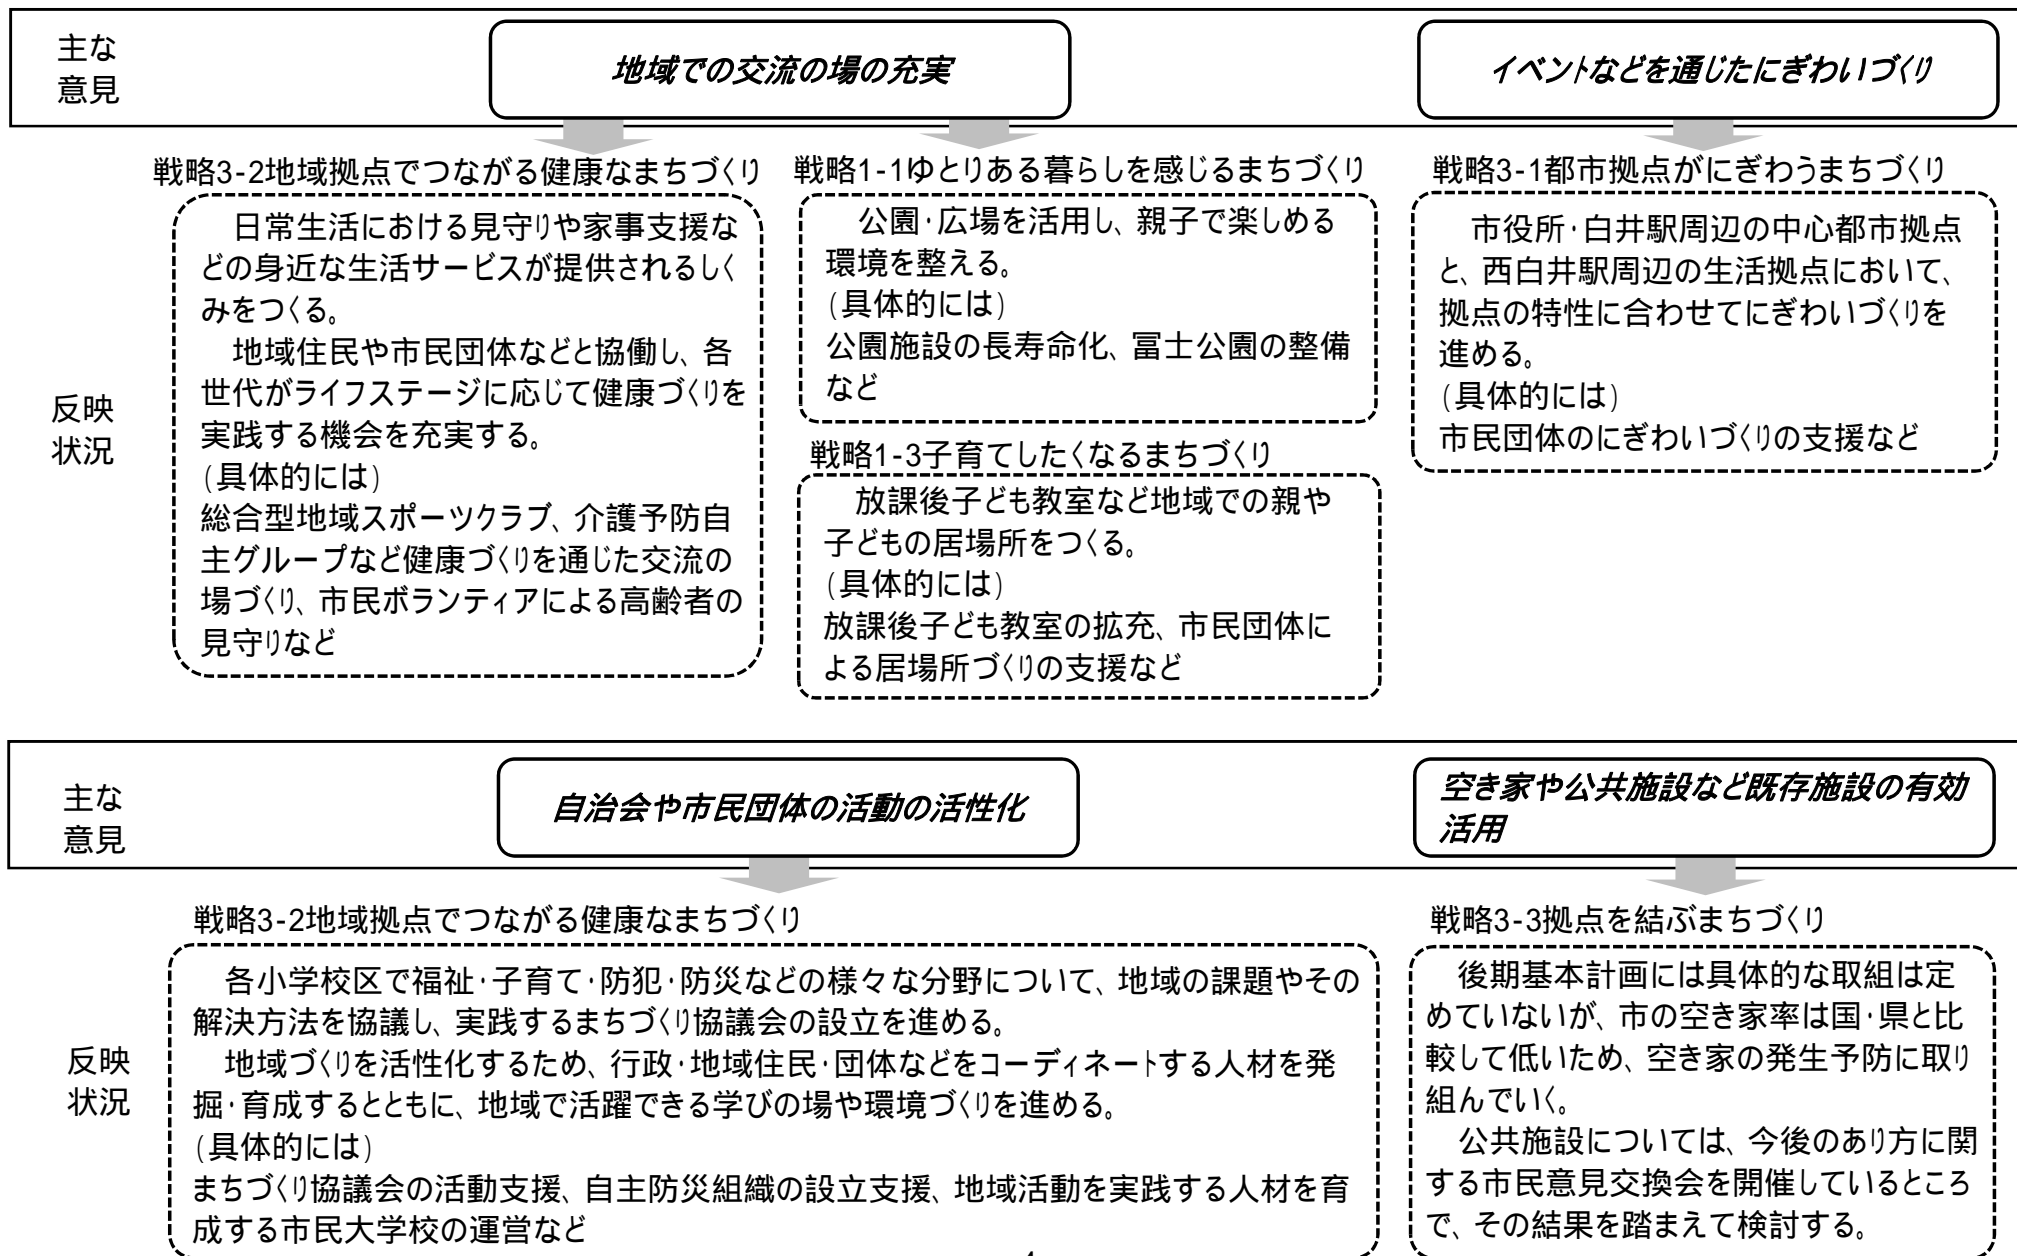 主な
意見
地域での交流の場の充実
イベントなどを通じたにぎわいづくり
反映
状況
戦略3-2地域拠点でつながる健康なまちづくり
日常生活における見守りや家事支援な
どの身近な生活サービスが提供されるしく
みをつくる。
地域住民や市民団体などと協働し、各
世代がライフステージに応じて健康づくりを
実践する機会を充実する。
(具体的には)
総合型地域スポーツクラブ、介護予防自
主グループなど健康づくりを通じた交流の
場づくり、市民ボランティアによる高齢者の
見守りなど
戦略1-1ゆとりある暮らしを感じるまちづくり
公園・広場を活用し、親子で楽しめる
環境を整える。
(具体的には)
公園施設の長寿命化、冨士公園の整備
など
戦略1-3子育てしたくなるまちづくり
放課後子ども教室など地域での親や
子どもの居場所をつくる。
(具体的には)
放課後子ども教室の拡充、市民団体に
よる居場所づくりの支援など
戦略3-1都市拠点がにぎわうまちづくり
市役所・白井駅周辺の中心都市拠点
と、西白井駅周辺の生活拠点において、
拠点の特性に合わせてにぎわいづくりを
進める。
(具体的には)
市民団体のにぎわいづくりの支援など
主な
意見
自治会や市民団体の活動の活性化
空き家や公共施設など既存施設の有効
活用
反映
状況
戦略3-2地域拠点でつながる健康なまちづくり
各小学校区で福祉・子育て・防犯・防災などの様々な分野について、地域の課題やその
解決方法を協議し、実践するまちづくり協議会の設立を進める。
地域づくりを活性化するため、行政・地域住民・団体などをコーディネートする人材を発
掘・育成するとともに、地域で活躍できる学びの場や環境づくりを進める。
(具体的には)
まちづくり協議会の活動支援、自主防災組織の設立支援、地域活動を実践する人材を育
成する市民大学校の運営など
戦略3-3拠点を結ぶまちづくり
後期基本計画には具体的な取組は定
めていないが、市の空き家率は国・県と比
較して低いため、空き家の発生予防に取り
組んでいく。
公共施設については、今後のあり方に関
する市民意見交換会を開催しているところ
で、その結果を踏まえて検討する。